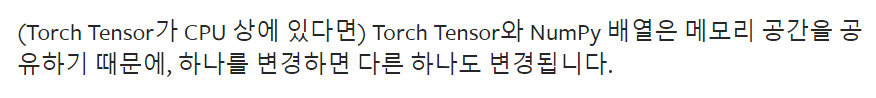 (Torch Tensor가 CPU 상에 있다면) Torch Tensor와 NumPy 배열은 메모리 공간을 공
유하기 때문에, 하나를 변경하면 다른 하나도 변경됩니다.